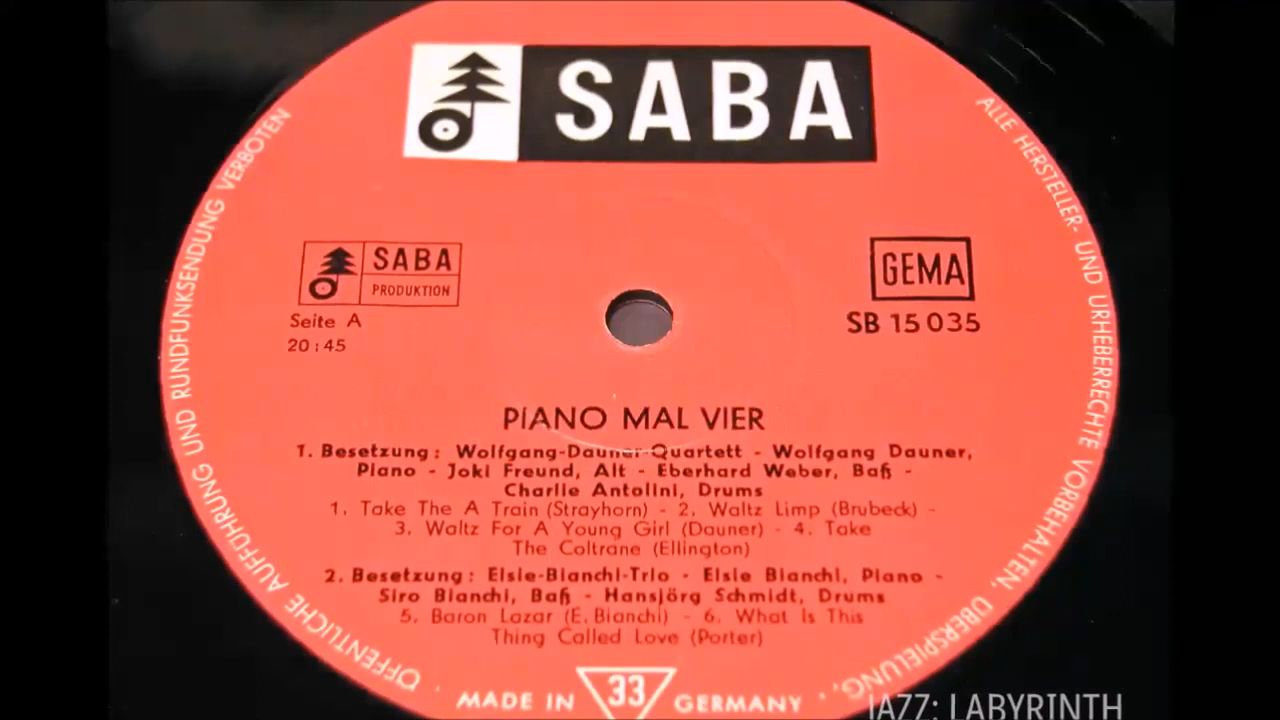 SABA
SABA
PRODUKTION
Seite A
20:45
GEMA
SB 15 035
PIANO MAL VIER
1. Besetzung: Wolfgang-Dauner-Quartett - Wolfgang Dauner,
Piano - Joki Freund, Alt - Eberhard Weber, Baß -
Charlie Antolini, Drums
1. Take The A Train (Strayhorn) - 2. Waltz Limp (Brubeck) -
3. Waltz For A Young Girl (Dauner) - 4. Take
The Coltrane (Ellington)
2. Besetzung: Elsie-Bianchi-Trio - Elsie Bianchi, Piano -
Siro Bianchi, Baß - Hansjörg Schmidt, Drums
5. Baron Lazar (E. Bianchi) - 6. What Is This
Thing Called Love (Porter)
MADE IN 33 GERMANY
ALLE HERSTELLER- UND URHEBERRECHTE VORBEHALTEN, ÜBERSPIELUNG,
ÖFFENTLICHE AUFFÜHRUNG UND RUNDFUNKSENDUNG VERBOTEN
JAZZ: LABYRINTH